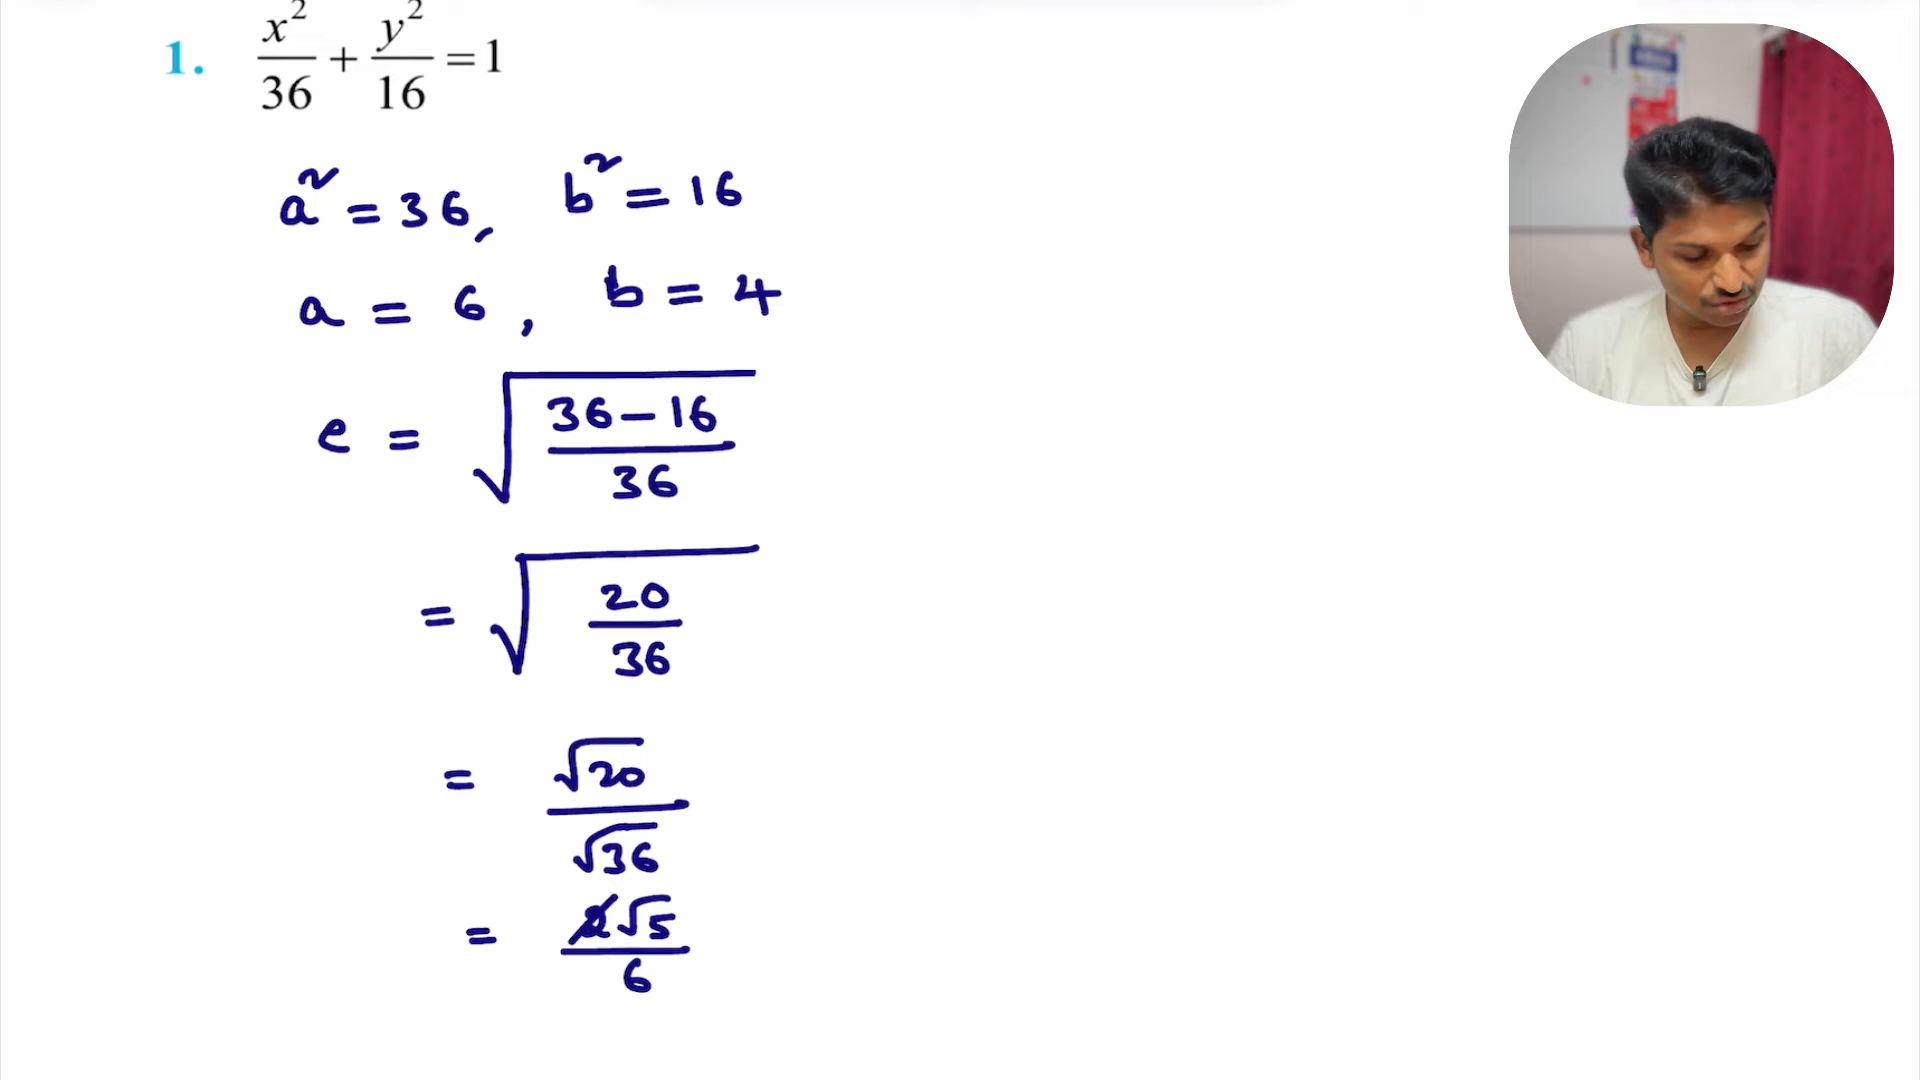 1. x²/36 + y²/16 = 1
a² = 36, b² = 16
a = 6, b = 4
e = √((36 – 16)/36)
= √(20/36)
= √20/√36
= 2√5/6